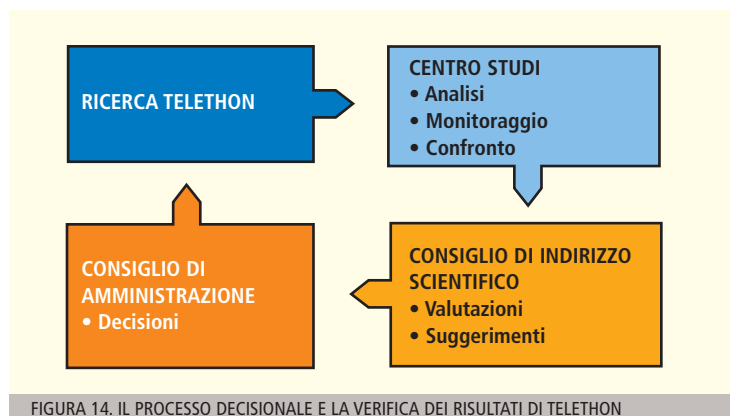 RICERCA TELETHON
CENTRO STUDI
• Analisi
• Monitoraggio
• Confronto
CONSIGLIO DI
AMMINISTRAZIONE
• Decisioni
CONSIGLIO DI INDIRIZZO
SCIENTIFICO
• Valutazioni
• Suggerimenti
FIGURA 14. IL PROCESSO DECISIONALE E LA VERIFICA DEI RISULTATI DI TELETHON